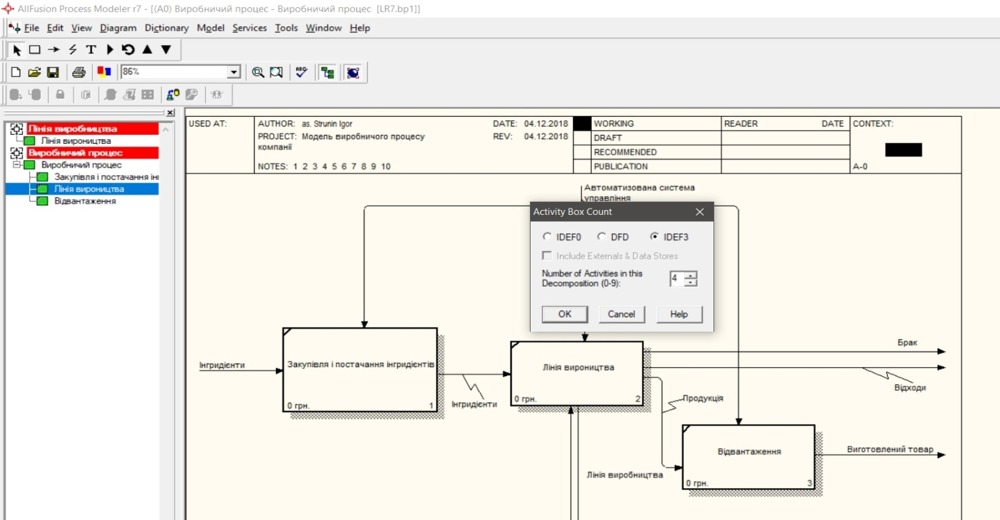 AllFusion Process Modeler r7 - [(A0) Виробничий процес - Виробничий процес [LR7.bp1]]
File Edit View Diagram Dictionary Model Services Tools Window Help
86%
Лінія виробництва
Лінія вироництва
Виробничий процес
Виробничий процес
Закупівля і постачання інг
Лінія вироництва
Відвантаження
USED AT:
AUTHOR: as. Strunin Igor
DATE: 04.12.2018
PROJECT: Модель виробничого процесу
компанії
REV: 04.12.2018
NOTES: 1 2 3 4 5 6 7 8 9 10
WORKING
DRAFT
RECOMMENDED
PUBLICATION
READER DATE
CONTEXT:
A-0
Автоматизована система
управління
Activity Box Count
IDEF0 DFD IDEF3
Include Externals & Data Stores
Number of Activities in this
Decomposition (0-9):
4
OK Cancel Help
Інгридієнти
Закупівля і постачання інгридієнтів
0 грн. 1
Інгридієнти
Лінія вироництва
0 грн. 2
Брак
Відходи
Продукція
Лінія виробництва
Відвантаження
0 грн. 3
Виготовлений товар